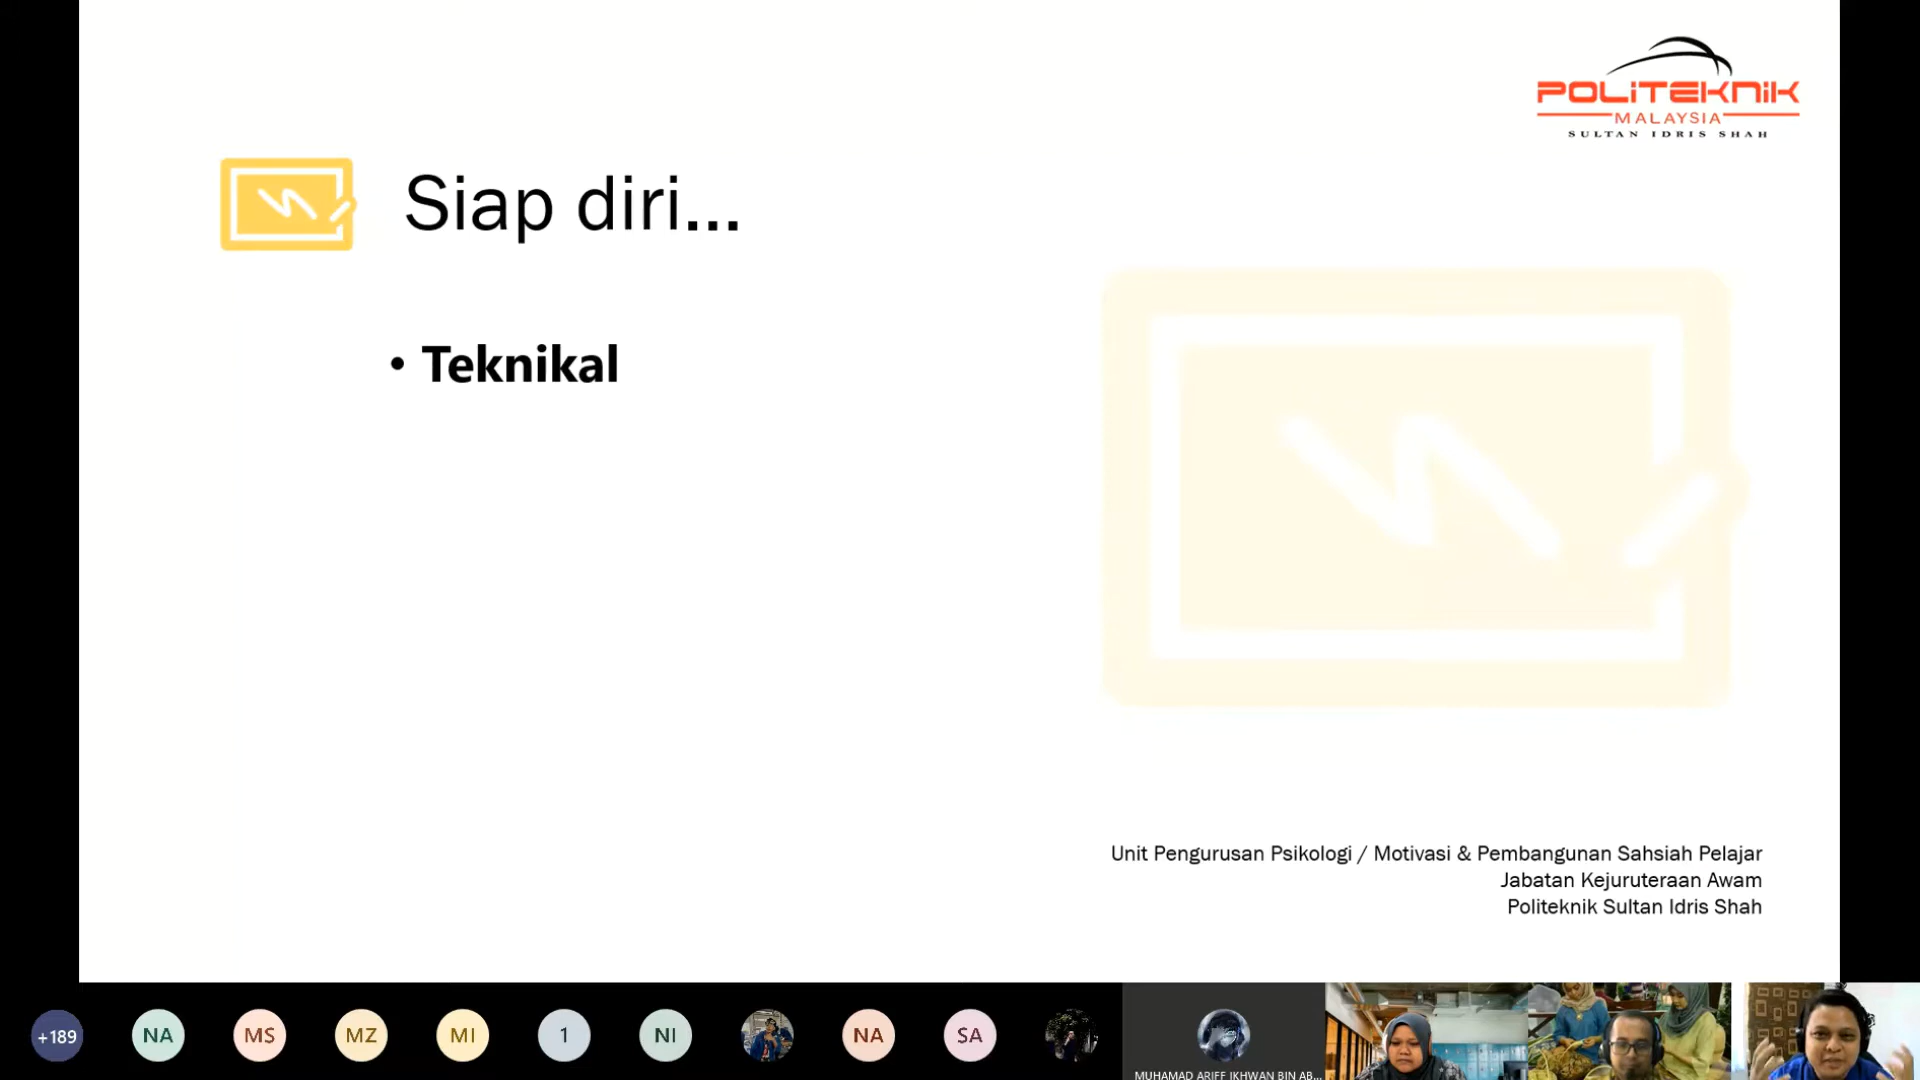 POLITEKNIK
MALAYSIA
SULTAN IDRIS SHAH
Siap diri...
• Teknikal
Unit Pengurusan Psikologi / Motivasi & Pembangunan Sahsiah Pelajar
Jabatan Kejuruteraan Awam
Politeknik Sultan Idris Shah
+189 NA MS MZ MI 1 NI NA SA
MUHAMAD ARIFF IKHWAN BIN AB...